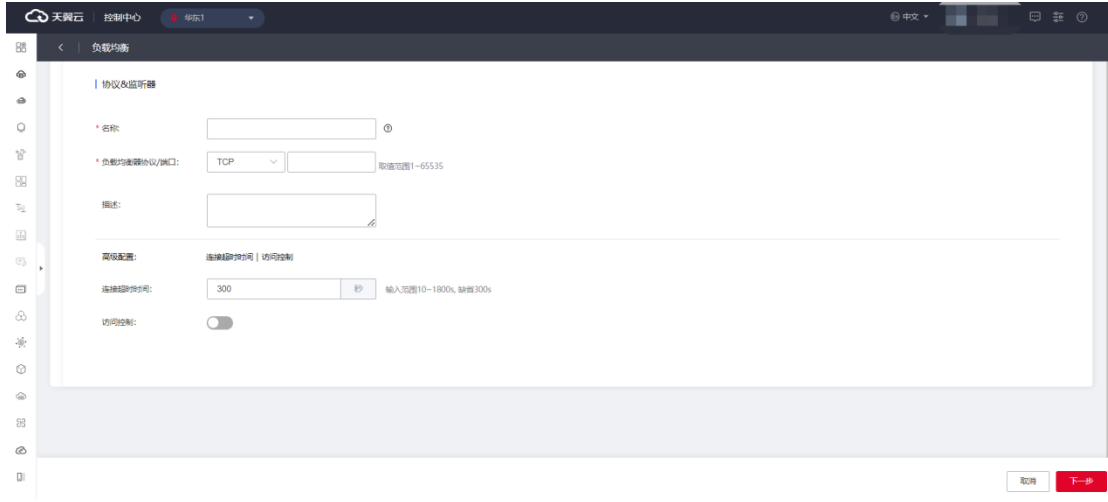 天翼云 控制中心 华东1 中文
负载均衡
协议&监听器
* 名称:
* 负载均衡器协议/端口: TCP 取值范围1~65535
描述:
高级配置: 连接超时时间 | 访问控制
连接超时时间: 300 秒 输入范围10~1800s, 缺省300s
访问控制:
取消 下一步